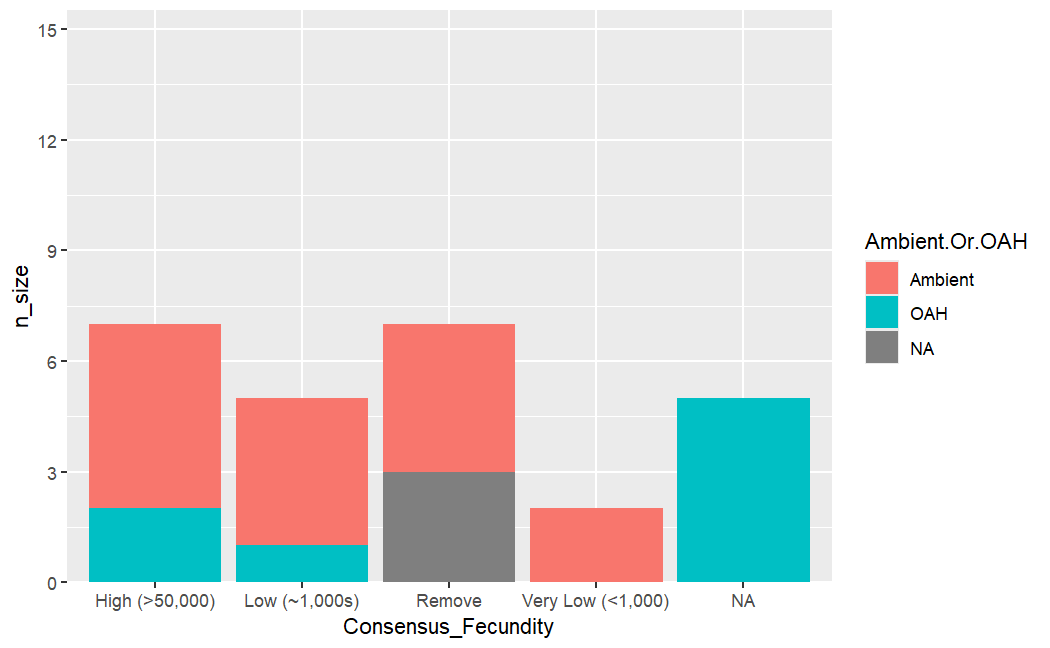 15
12
9
6
3
0
n_size
High (>50,000)
Low (~1,000s)
Remove
Very Low (<1,000)
NA
Consensus_Fecundity
Ambient.Or.OAH
Ambient
OAH
NA